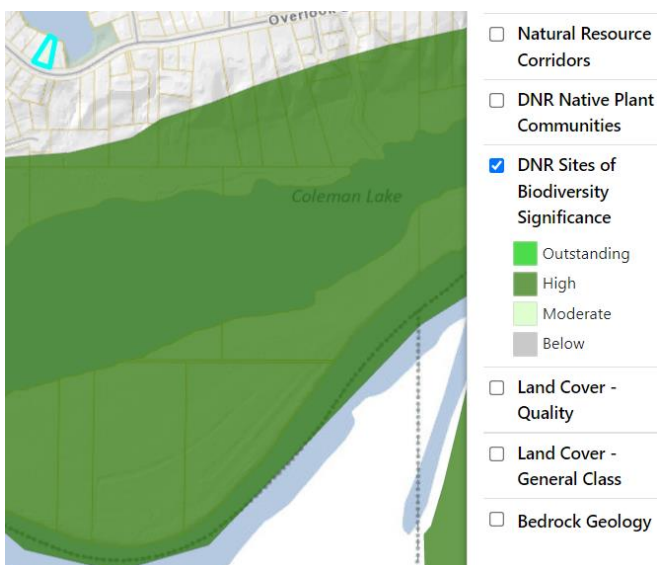 Overlook
Coleman Lake
Natural Resource
Corridors
DNR Native Plant
Communities
DNR Sites of
Biodiversity
Significance
Outstanding
High
Moderate
Below
Land Cover -
Quality
Land Cover -
General Class
Bedrock Geology